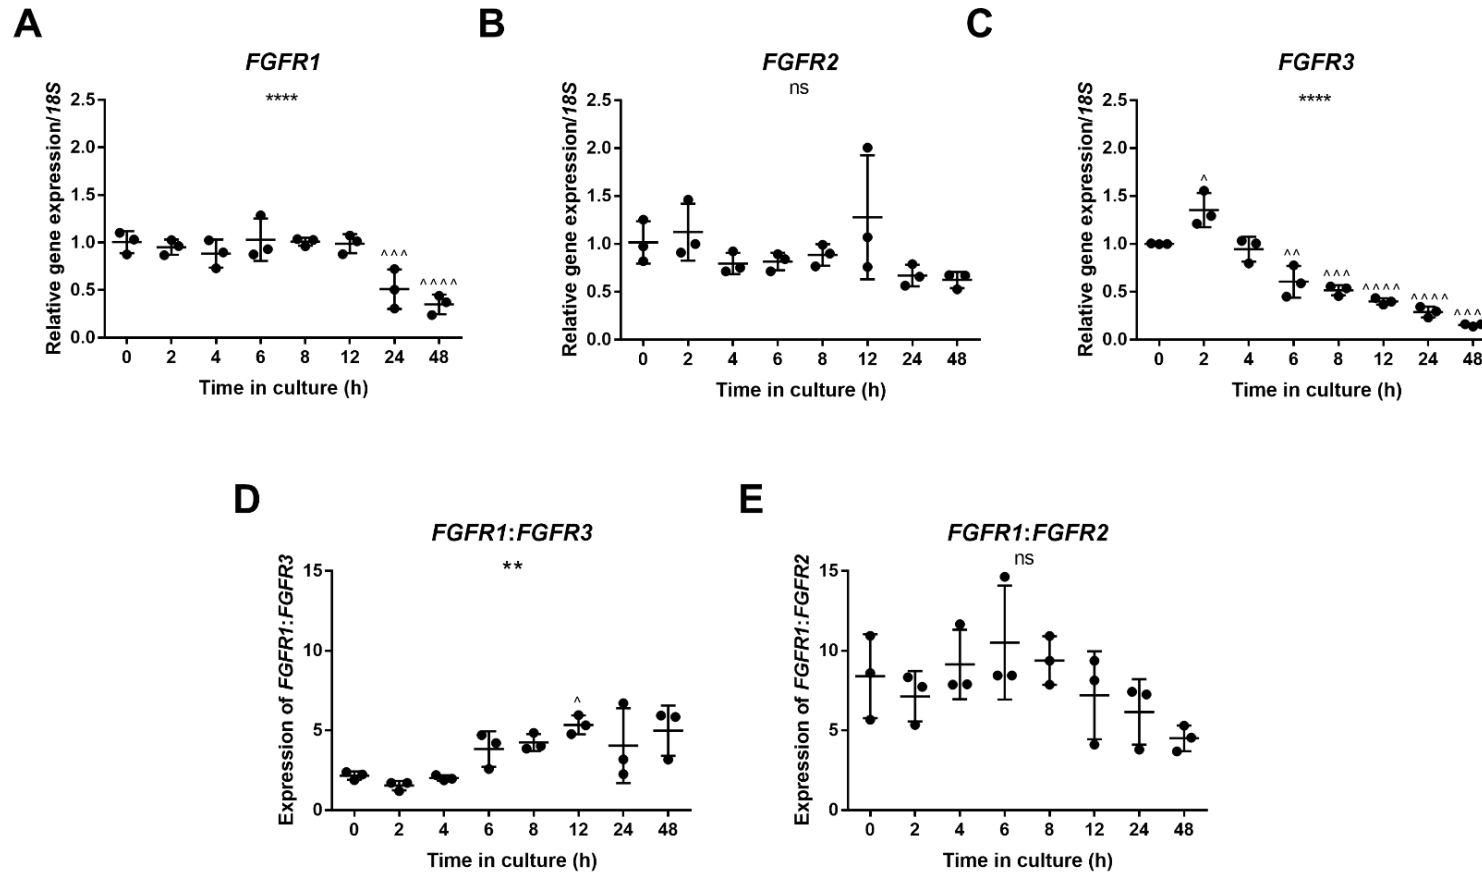 A
FGFR1
****
Relative gene expression/18S
2.5
2.0
1.5
1.0
0.5
0.0
^^^
^^^^
0 2 4 6 8 12 24 48
Time in culture (h)
B
FGFR2
ns
Relative gene expression/18S
2.5
2.0
1.5
1.0
0.5
0.0
0 2 4 6 8 12 24 48
Time in culture (h)
C
FGFR3
****
Relative gene expression/18S
2.5
2.0
1.5
1.0
0.5
0.0
^
^^
^^^
^^^^
^^^^
^^^
0 2 4 6 8 12 24 48
Time in culture (h)
D
FGFR1:FGFR3
**
Expression of FGFR1:FGFR3
15
10
5
0
^
0 2 4 6 8 12 24 48
Time in culture (h)
E
FGFR1:FGFR2
ns
Expression of FGFR1:FGFR2
15
10
5
0
0 2 4 6 8 12 24 48
Time in culture (h)